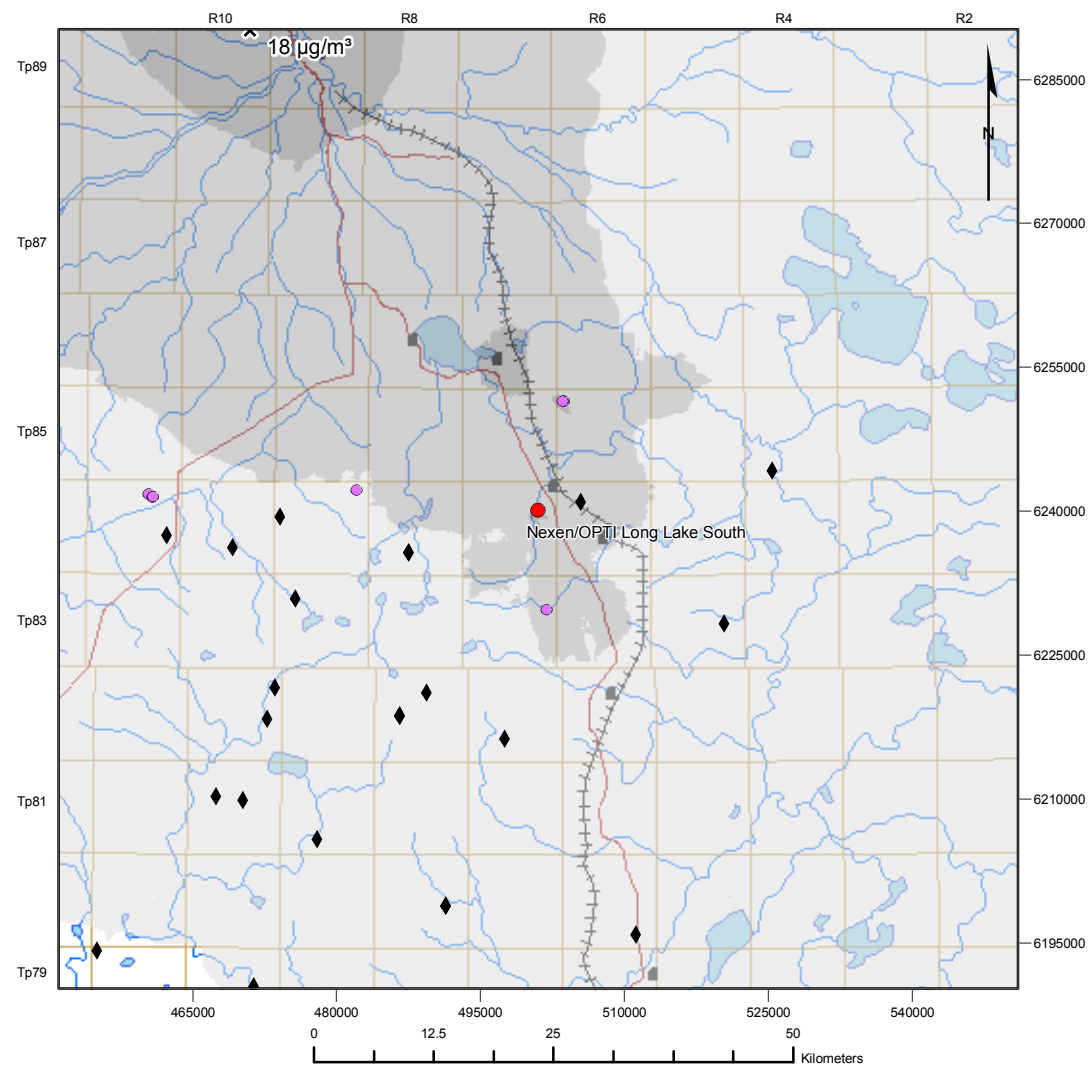 R10 R8 R6 R4 R2
18 µg/m³
Tp89
6285000
N
6270000
Tp87
6255000
Tp85
6240000
Nexen/OPTI Long Lake South
Tp83
6225000
Tp81
6210000
6195000
Tp79
465000 480000 495000 510000 525000 540000
0 12.5 25 50
Kilometers